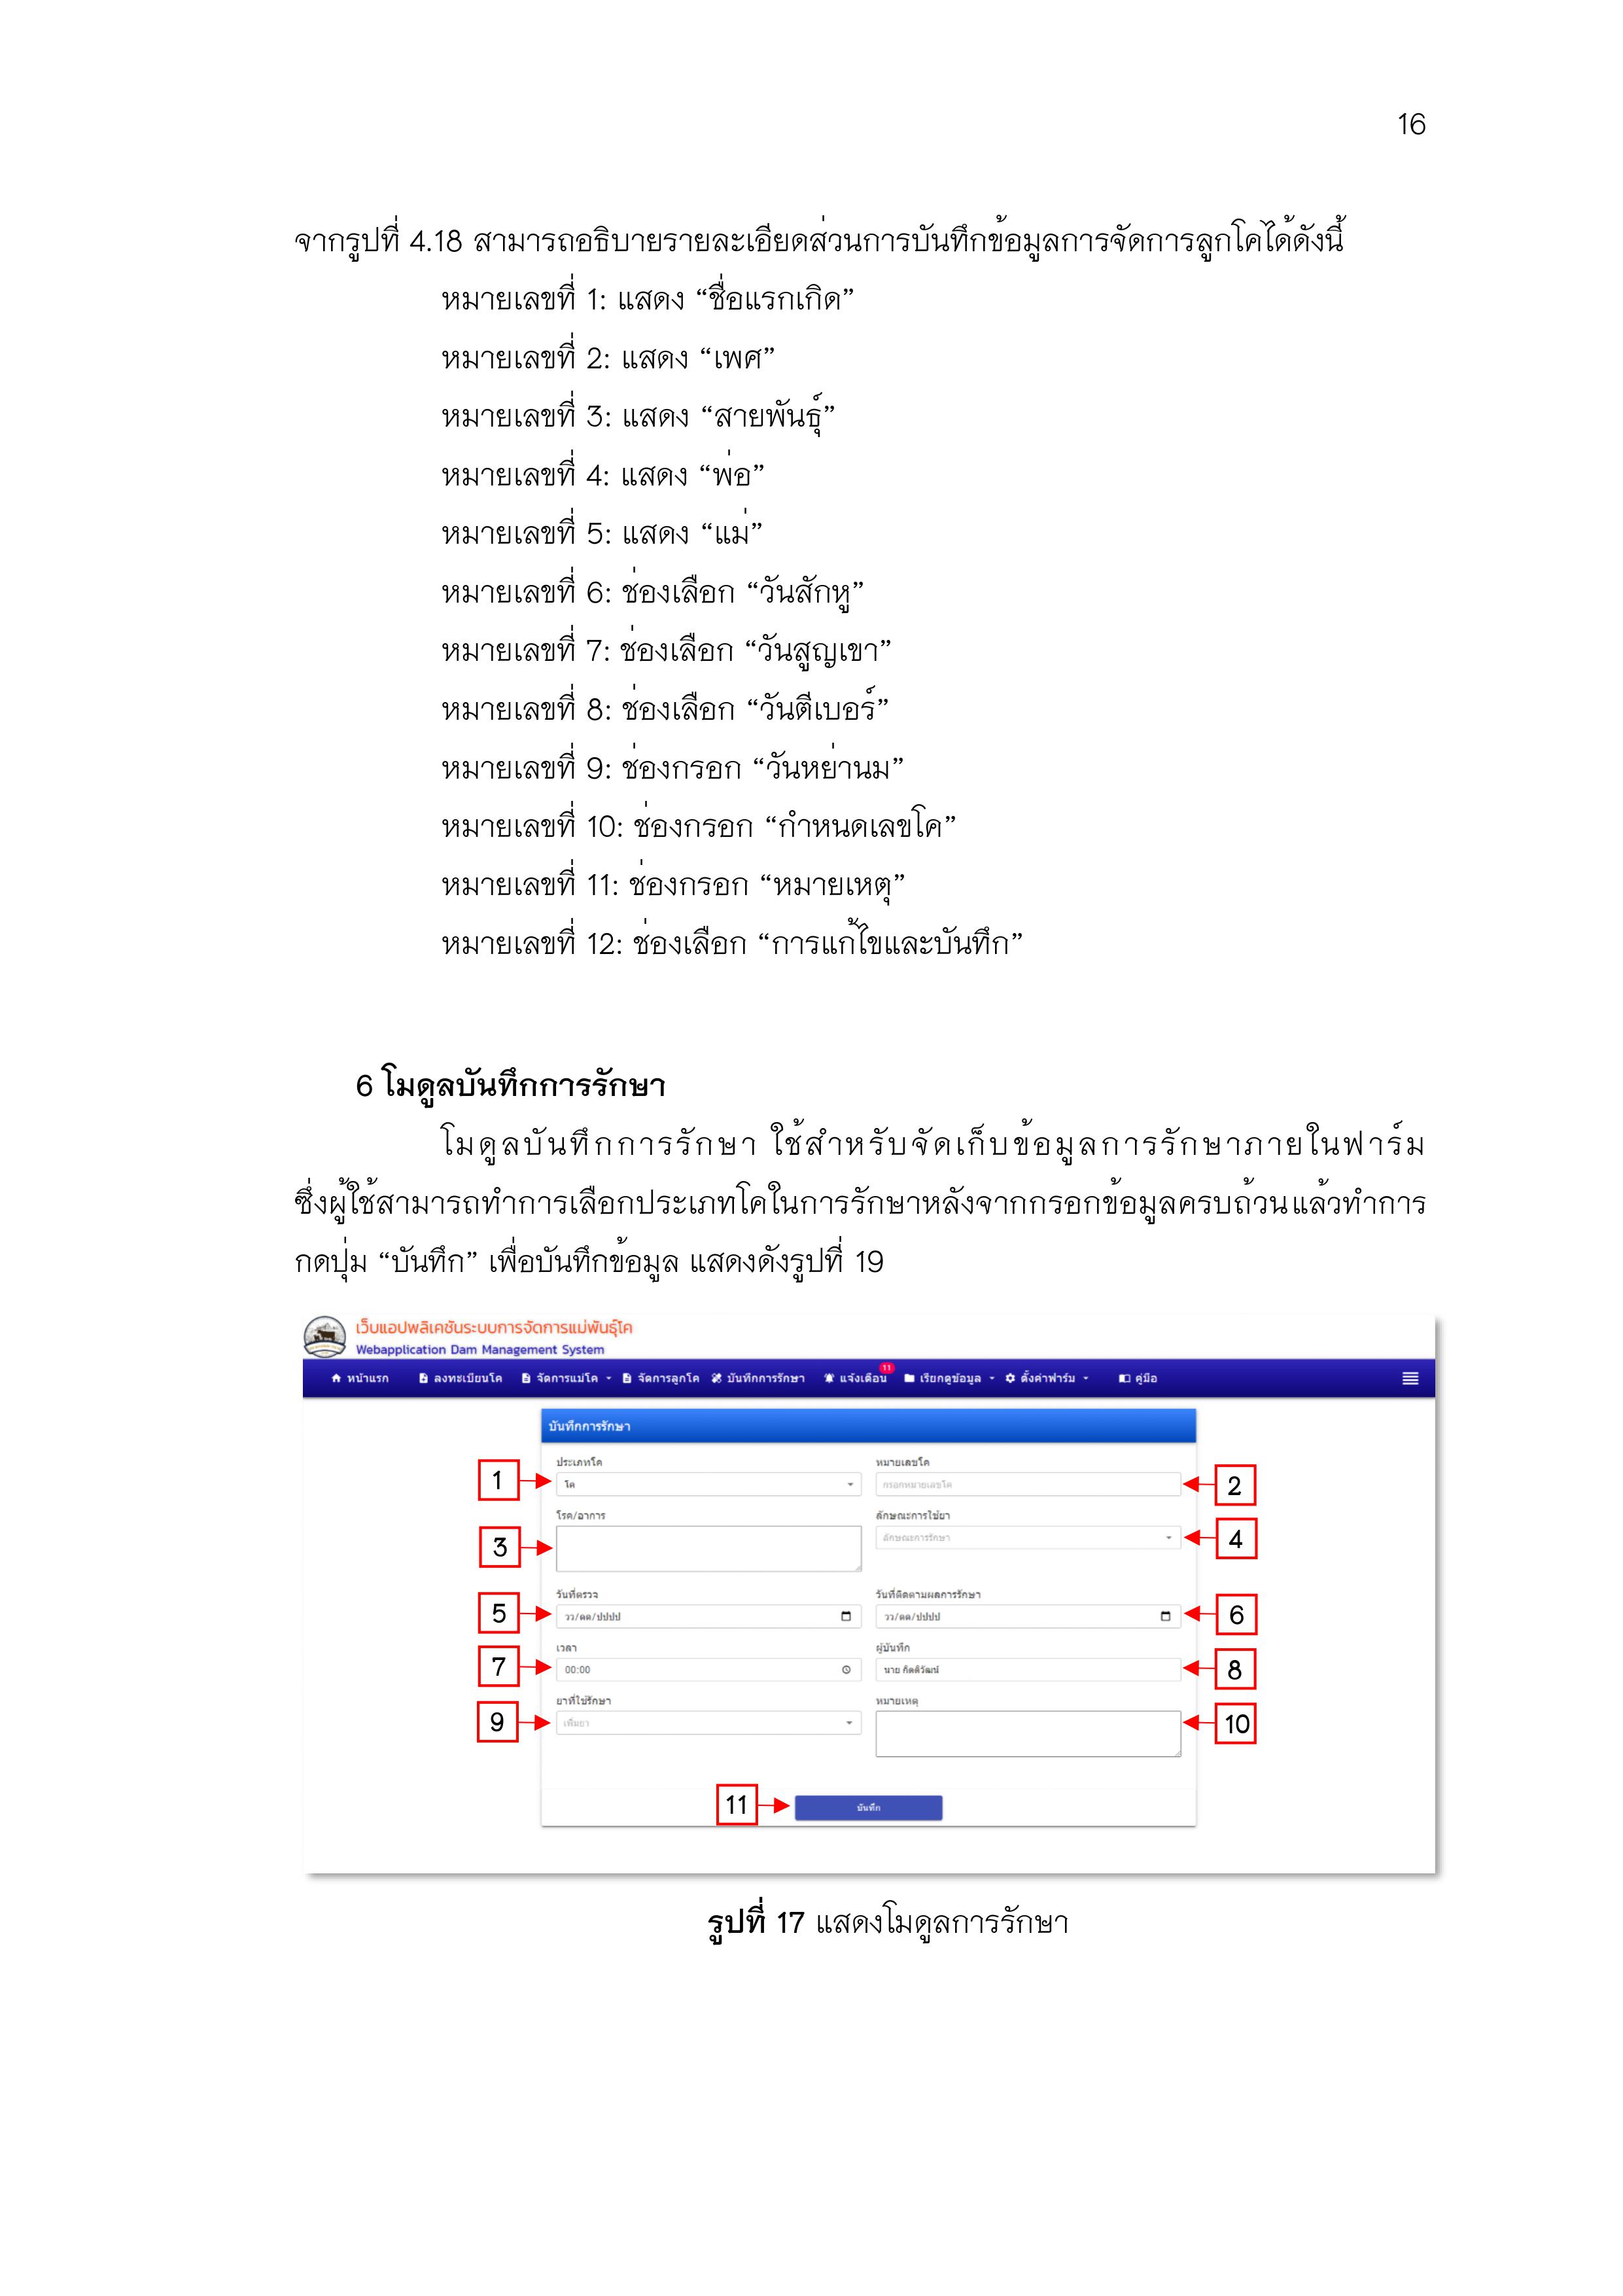 16
จากรูปที่ 4.18 สามารถอธิบายรายละเอียดส่วนการบันทึกข้อมูลการจัดการลูกโคได้ดังนี้
หมายเลขที่ 1: แสดง “ชื่อแรกเกิด”
หมายเลขที่ 2: แสดง “เพศ”
หมายเลขที่ 3: แสดง “สายพันธุ์”
หมายเลขที่ 4: แสดง “พ่อ”
หมายเลขที่ 5: แสดง “แม่”
หมายเลขที่ 6: ช่องเลือก “วันสักหู”
หมายเลขที่ 7: ช่องเลือก “วันสูญเขา”
หมายเลขที่ 8: ช่องเลือก “วันตีเบอร์”
หมายเลขที่ 9: ช่องกรอก “วันหย่านม”
หมายเลขที่ 10: ช่องกรอก “กำหนดเลขโค”
หมายเลขที่ 11: ช่องกรอก “หมายเหตุ”
หมายเลขที่ 12: ช่องเลือก “การแก้ไขและบันทึก”
6 โมดูลบันทึกการรักษา
โมดูลบันทึกการรักษา ใช้สำหรับจัดเก็บข้อมูลการรักษาภายในฟาร์ม
ซึ่งผู้ใช้สามารถทำการเลือกประเภทโคในการรักษาหลังจากกรอกข้อมูลครบถ้วนแล้วทำการ
กดปุ่ม “บันทึก” เพื่อบันทึกข้อมูล แสดงดังรูปที่ 19
เว็บแอปพลิเคชันระบบการจัดการแม่พันธุ์โค
Webapplication Dam Management System
หน้าแรก ลงทะเบียนโค จัดการแม่โค จัดการลูกโค บันทึกการรักษา แจ้งเตือน 11 เรียกดูข้อมูล ตั้งค่าฟาร์ม คู่มือ
บันทึกการรักษา
ประเภทโค หมายเลขโค
1 โค กรอกหมายเลขโค 2
โรค/อาการ ลักษณะการใช้ยา
3 ลักษณะการรักษา 4
วันที่ตรวจ วันที่ติดตามผลการรักษา
5 วว/ดด/ปปปป วว/ดด/ปปปป 6
เวลา ผู้บันทึก
7 00:00 นาย กิตติวัฒน์ 8
ยาที่ใช้รักษา หมายเหตุ
9 เพิ่มยา 10
11 บันทึก
รูปที่ 17 แสดงโมดูลการรักษา